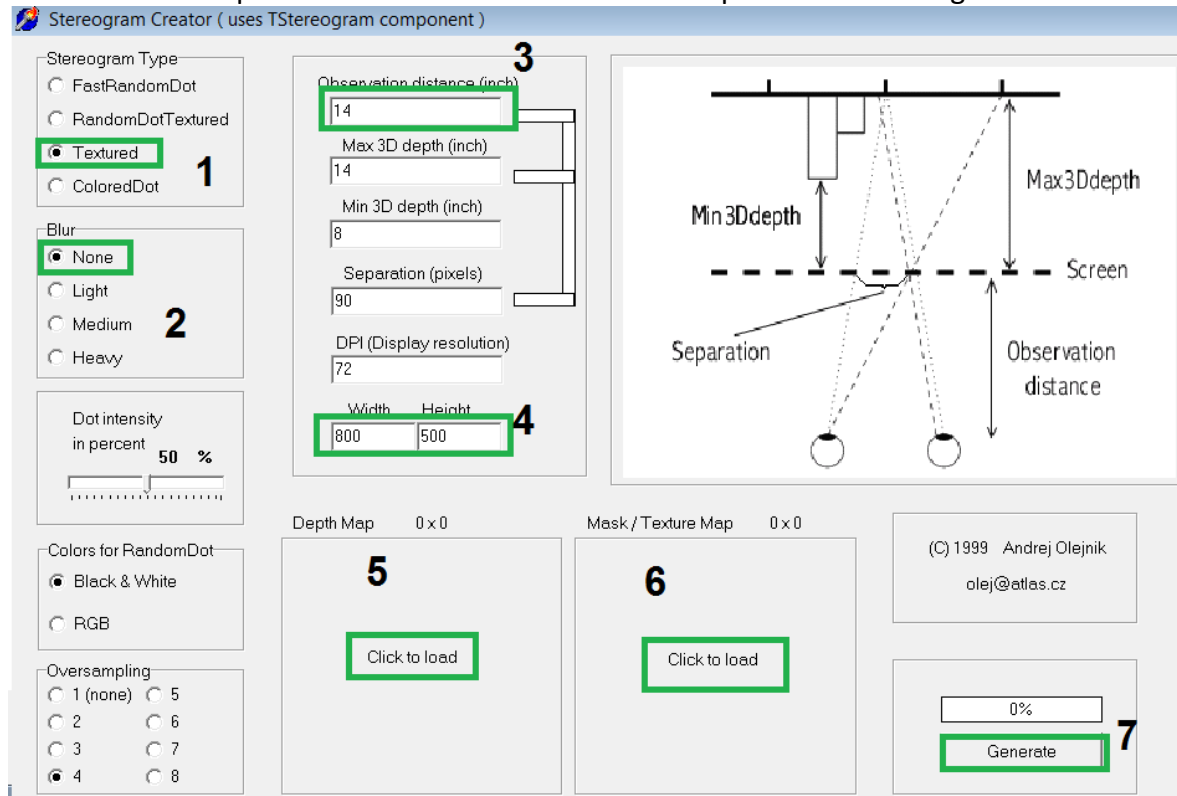 Stereogram Creator ( uses TStereogram component )
Stereogram Type
FastRandomDot
RandomDotTextured
Textured
ColoredDot
1
Blur
None
Light
Medium
Heavy
2
Dot intensity
in percent
50 %
Colors for RandomDot
Black & White
RGB
Oversampling
1 (none) 5
2 6
3 7
4 8
3
Observation distance (inch)
14
Max 3D depth (inch)
14
Min 3D depth (inch)
8
Separation (pixels)
90
DPI (Display resolution)
72
Width Height
800 500
4
Min3Ddepth
Max3Ddepth
Screen
Separation
Observation
distance
Depth Map 0 x 0
5
Click to load
Mask / Texture Map 0 x 0
6
Click to load
(C) 1999 Andrej Olejnik
olej@atlas.cz
0%
Generate
7